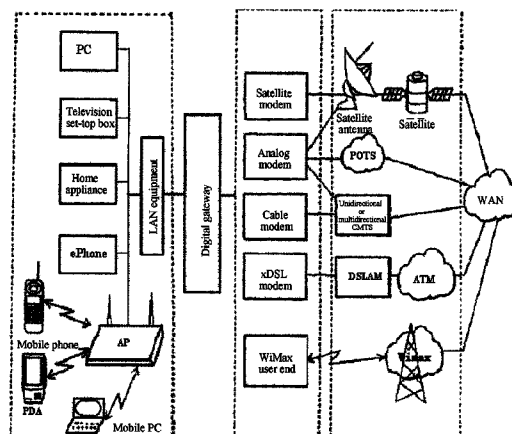 PC
Television
set-top box
Home
appliance
ePhone
LAN equipment
Digital gateway
Mobile phone
AP
PDA
Mobile PC
Satellite
modem
Analog
modem
Cable
modem
xDSL
modem
WiMax
user end
Satellite
antenna
Satellite
POTS
Unidirectional
or
multidirectional
CMTS
DSLAM
ATM
Wimax
WAN